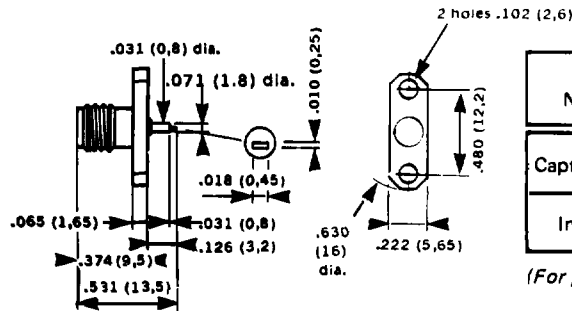 2 holes .102 (2,6)
.031 (0,8) dia.
.071 (1.8) dia.
.010 (0,25)
.480 (12,2)
.018 (0,45)
.065 (1,65)
.031 (0,8)
.126 (3,2)
.374 (9,5)
.531 (13,5)
.630
(16)
dia.
.222 (5,65)
N
Capt
In
(For